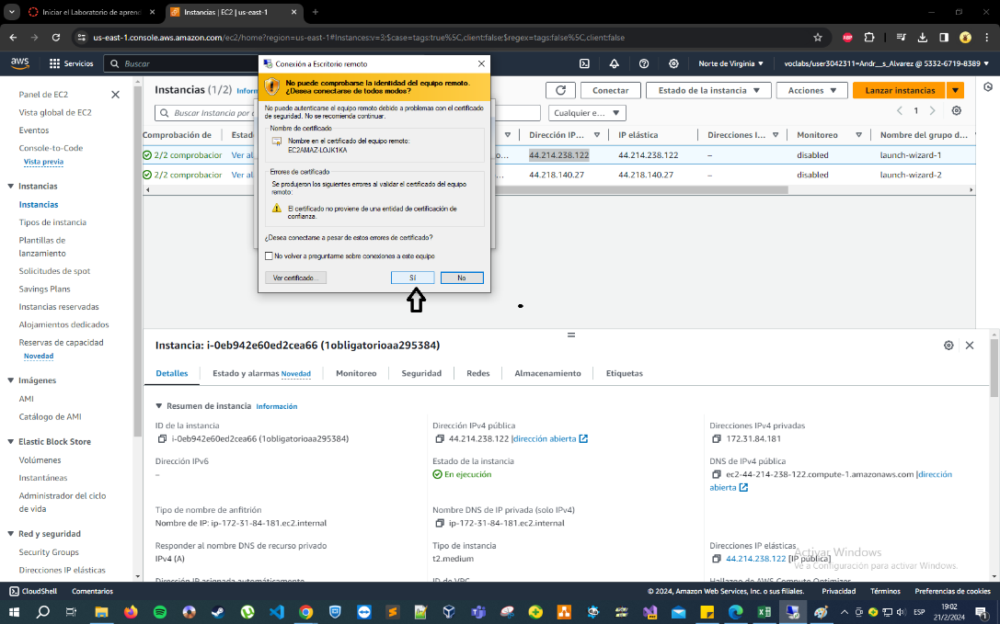 Iniciar el Laboratorio de aprend
Instancias | EC2 | us-east-1
us-east-1.console.aws.amazon.com/ec2/home?region=us-east-1#Instances:v=3;$case=tags:true%5C,client:false;$regex=tags:false%5C,client:false
ABP
aws
Servicios
Buscar
Norte de Virginia
voclabs/user3042311=Andr__s_Alvarez @ 5332-6719-8389
Panel de EC2
Vista global de EC2
Eventos
Console-to-Code
Vista previa
Instancias
Instancias
Tipos de instancia
Plantillas de
lanzamiento
Solicitudes de spot
Savings Plans
Instancias reservadas
Alojamientos dedicados
Reservas de capacidad
Novedad
Imágenes
AMI
Catálogo de AMI
Elastic Block Store
Volúmenes
Instantáneas
Administrador del ciclo
de vida
Red y seguridad
Security Groups
Direcciones IP elásticas
Instancias (1/2)
Inform
Conectar
Estado de la instancia
Acciones
Lanzar instancias
Buscar Instancia por
Cualquier e...
1
Comprobación de
Estado
Dirección IP...
IP elástica
Direcciones I...
Monitoreo
Nombre del grupo d...
2/2 comprobacion
Ver al
o...
44.214.238.122
44.214.238.122
–
disabled
launch-wizard-1
2/2 comprobacion
Ver al
44.218.140.27
44.218.140.27
–
disabled
launch-wizard-2
Conexión a Escritorio remoto
No puede comprobarse la identidad del equipo remoto.
¿Desea conectarse de todos modos?
No puede autenticarse el equipo remoto debido a problemas con el certificado
de seguridad. No se recomienda continuar.
Nombre de certificado
Nombre en el certificado del equipo remoto:
EC2AMAZ-LOJK1KA
Errores de certificado
Se produjeron los siguientes errores al validar el certificado del equipo
remoto:
El certificado no proviene de una entidad de certificación de
confianza.
¿Desea conectarse a pesar de estos errores de certificado?
No volver a preguntarme sobre conexiones a este equipo
Ver certificado...
Sí
No
Instancia: i-0eb942e60ed2cea66 (1obligatorioaa295384)
Detalles
Estado y alarmas Novedad
Monitoreo
Seguridad
Redes
Almacenamiento
Etiquetas
Resumen de instancia
Información
ID de la instancia
i-0eb942e60ed2cea66 (1obligatorioaa295384)
Dirección IPv4 pública
44.214.238.122 |dirección abierta
Direcciones IPv4 privadas
172.31.84.181
Dirección IPv6
–
Estado de la instancia
En ejecución
DNS de IPv4 pública
ec2-44-214-238-122.compute-1.amazonaws.com |dirección
abierta
Tipo de nombre de anfitrión
Nombre de IP: ip-172-31-84-181.ec2.internal
Nombre DNS de IP privada (solo IPv4)
ip-172-31-84-181.ec2.internal
Responder al nombre DNS de recurso privado
IPv4 (A)
Tipo de instancia
t2.medium
Direcciones IP elásticas
44.214.238.122 [IP pública]
Dirección IP asignada automáticamente
ID de VPC
Hallazgo de AWS Compute Optimizer
Activar Windows
Ve a Configuración para activar Windows.
CloudShell
Comentarios
© 2024, Amazon Web Services, Inc. o sus filiales.
Privacidad
Términos
Preferencias de cookies
ESP
19:02
21/2/2024